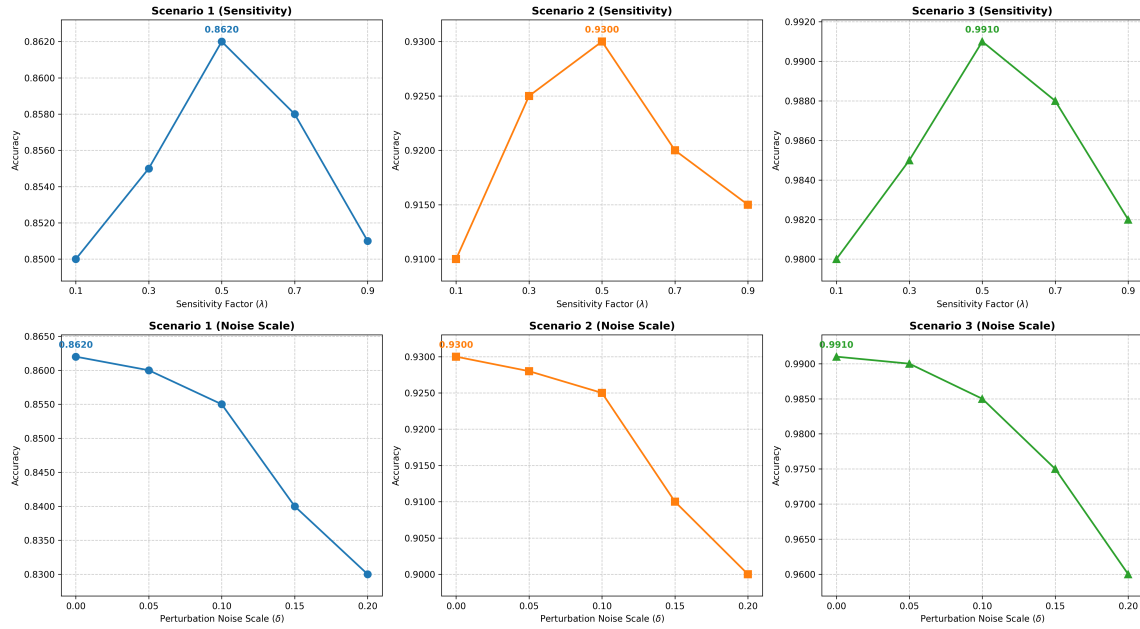 Scenario 1 (Sensitivity)
0.8620
0.8620
0.8600
0.8580
0.8560
0.8540
0.8520
0.8500
Accuracy
0.1 0.3 0.5 0.7 0.9
Sensitivity Factor (λ)
Scenario 2 (Sensitivity)
0.9300
0.9300
0.9250
0.9200
0.9150
0.9100
Accuracy
0.1 0.3 0.5 0.7 0.9
Sensitivity Factor (λ)
Scenario 3 (Sensitivity)
0.9910
0.9920
0.9900
0.9880
0.9860
0.9840
0.9820
0.9800
Accuracy
0.1 0.3 0.5 0.7 0.9
Sensitivity Factor (λ)
Scenario 1 (Noise Scale)
0.8620
0.8650
0.8600
0.8550
0.8500
0.8450
0.8400
0.8350
0.8300
Accuracy
0.00 0.05 0.10 0.15 0.20
Perturbation Noise Scale (δ)
Scenario 2 (Noise Scale)
0.9300
0.9300
0.9250
0.9200
0.9150
0.9100
0.9050
0.9000
Accuracy
0.00 0.05 0.10 0.15 0.20
Perturbation Noise Scale (δ)
Scenario 3 (Noise Scale)
0.9910
0.9900
0.9850
0.9800
0.9750
0.9700
0.9650
0.9600
Accuracy
0.00 0.05 0.10 0.15 0.20
Perturbation Noise Scale (δ)